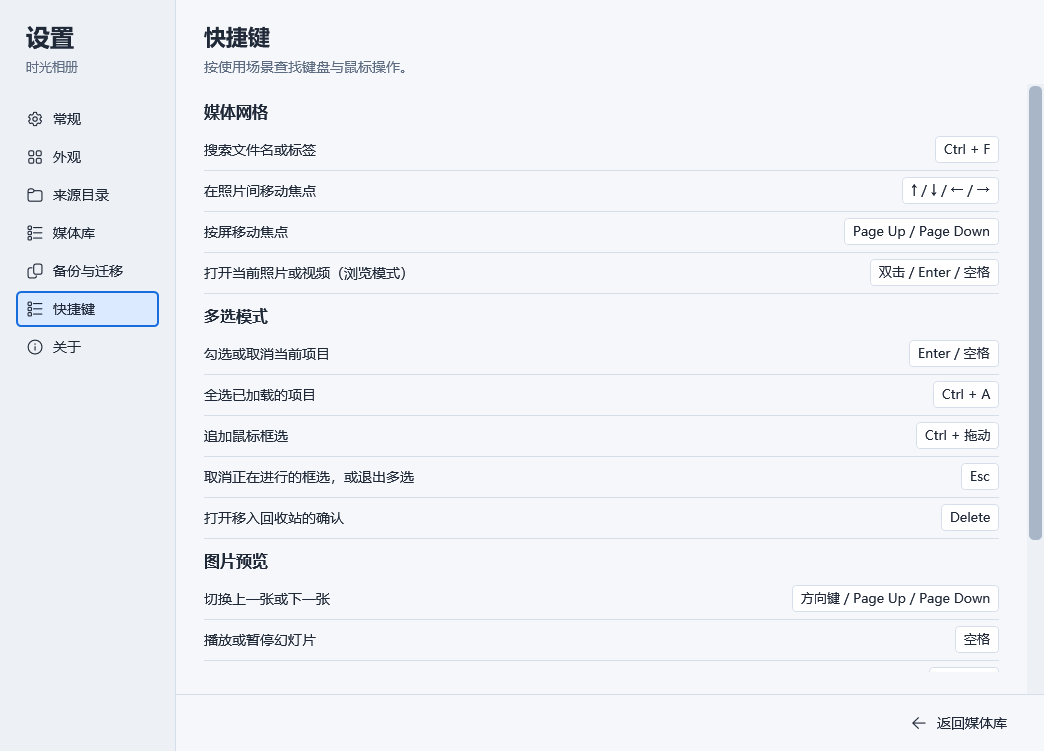 设置
时光相册
常规
外观
来源目录
媒体库
备份与迁移
快捷键
关于
快捷键
按使用场景查找键盘与鼠标操作。
媒体网格
搜索文件名或标签 Ctrl + F
在照片间移动焦点 ↑ / ↓ / ← / →
按屏移动焦点 Page Up / Page Down
打开当前照片或视频（浏览模式） 双击 / Enter / 空格
多选模式
勾选或取消当前项目 Enter / 空格
全选已加载的项目 Ctrl + A
追加鼠标框选 Ctrl + 拖动
取消正在进行的框选，或退出多选 Esc
打开移入回收站的确认 Delete
图片预览
切换上一张或下一张 方向键 / Page Up / Page Down
播放或暂停幻灯片 空格
← 返回媒体库